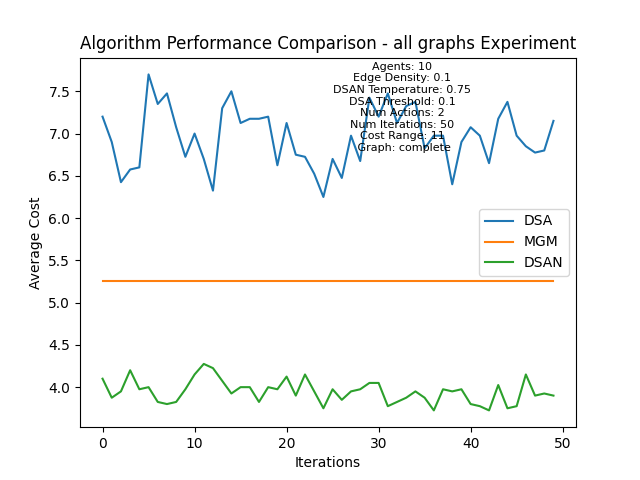 Algorithm Performance Comparison - all graphs Experiment
Agents: 10
Edge Density: 0.1
DSAN Temperature: 0.75
DSA Threshold: 0.1
Num Actions: 2
Num Iterations: 50
Cost Range: 11
Graph: complete
7.5
7.0
6.5
6.0
5.5
5.0
4.5
4.0
Average Cost
DSA
MGM
DSAN
0 10 20 30 40 50
Iterations